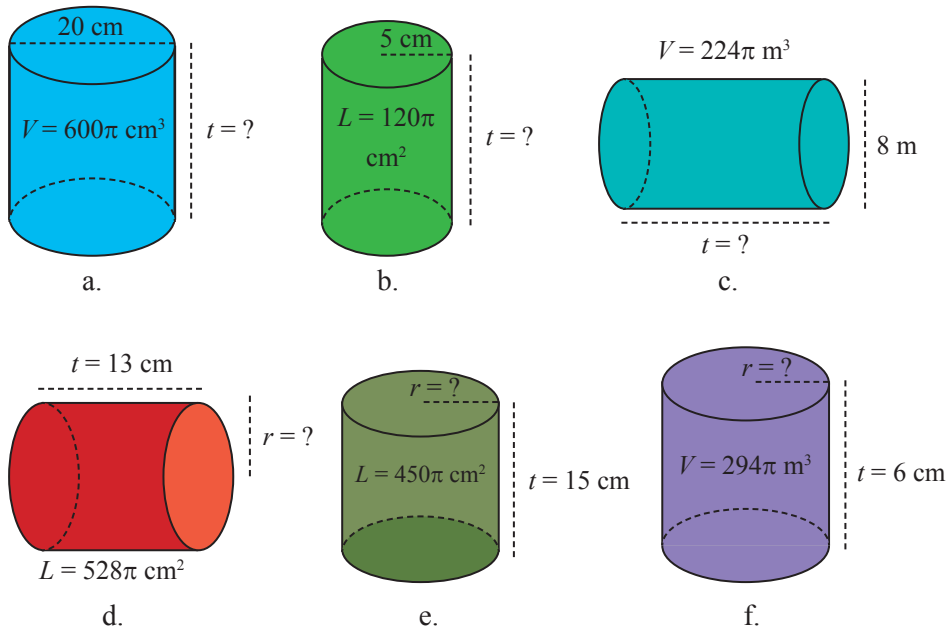 20 cm
V = 600π cm³
t = ?
a.
5 cm
L = 120π
cm²
t = ?
b.
V = 224π m³
8 m
t = ?
c.
t = 13 cm
r = ?
L = 528π cm²
d.
r = ?
L = 450π cm²
t = 15 cm
e.
r = ?
V = 294π m³
t = 6 cm
f.